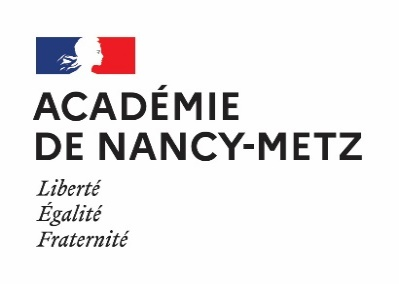 ACADÉMIE
DE NANCY-METZ
Liberté
Égalité
Fraternité